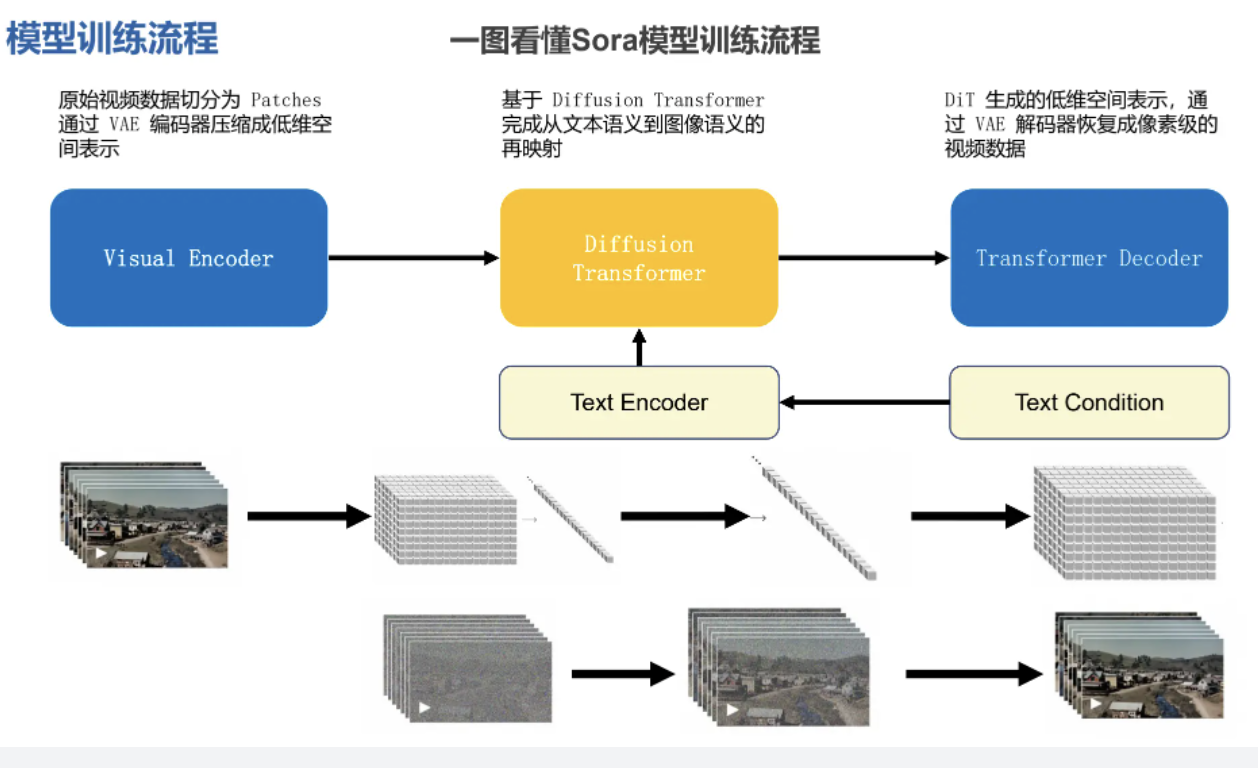 模型训练流程
一图看懂Sora模型训练流程
原始视频数据切分为 Patches
通过 VAE 编码器压缩成低维空
间表示
基于 Diffusion Transformer
完成从文本语义到图像语义的
再映射
DiT 生成的低维空间表示，通
过 VAE 解码器恢复成像素级的
视频数据
Visual Encoder
Diffusion
Transformer
Transformer Decoder
Text Encoder
Text Condition